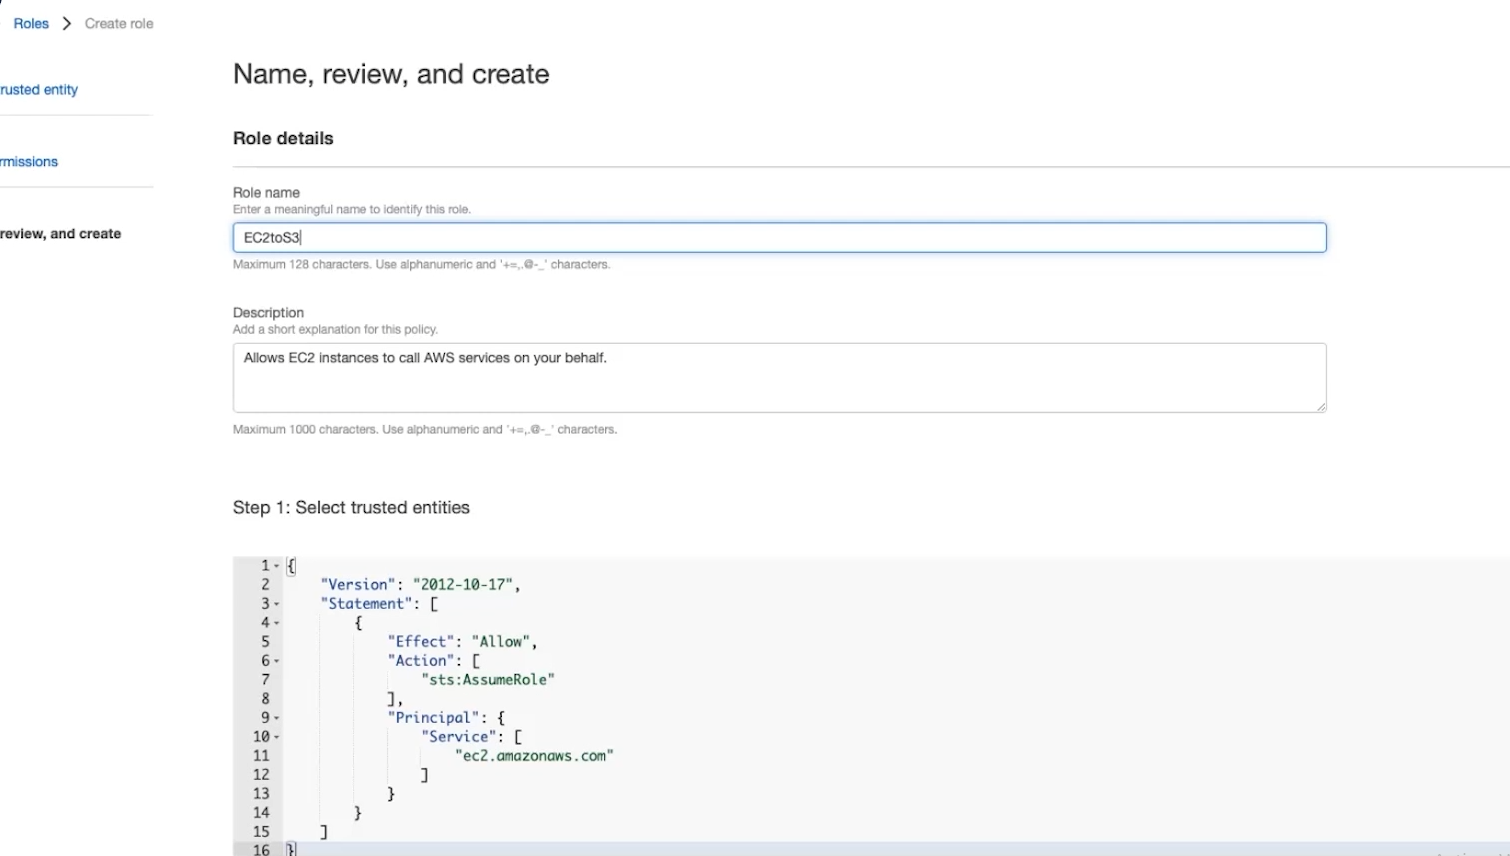 Roles > Create role
rusted entity
rmissions
review, and create
Name, review, and create
Role details
Role name
Enter a meaningful name to identify this role.
EC2toS3
Maximum 128 characters. Use alphanumeric and '+=,.@-_' characters.
Description
Add a short explanation for this policy.
Allows EC2 instances to call AWS services on your behalf.
Maximum 1000 characters. Use alphanumeric and '+=,.@-_' characters.
Step 1: Select trusted entities
1 {
2     "Version": "2012-10-17",
3     "Statement": [
4         {
5             "Effect": "Allow",
6             "Action": [
7                 "sts:AssumeRole"
8             ],
9             "Principal": {
10                 "Service": [
11                     "ec2.amazonaws.com"
12                 ]
13             }
14         }
15     ]
16 }